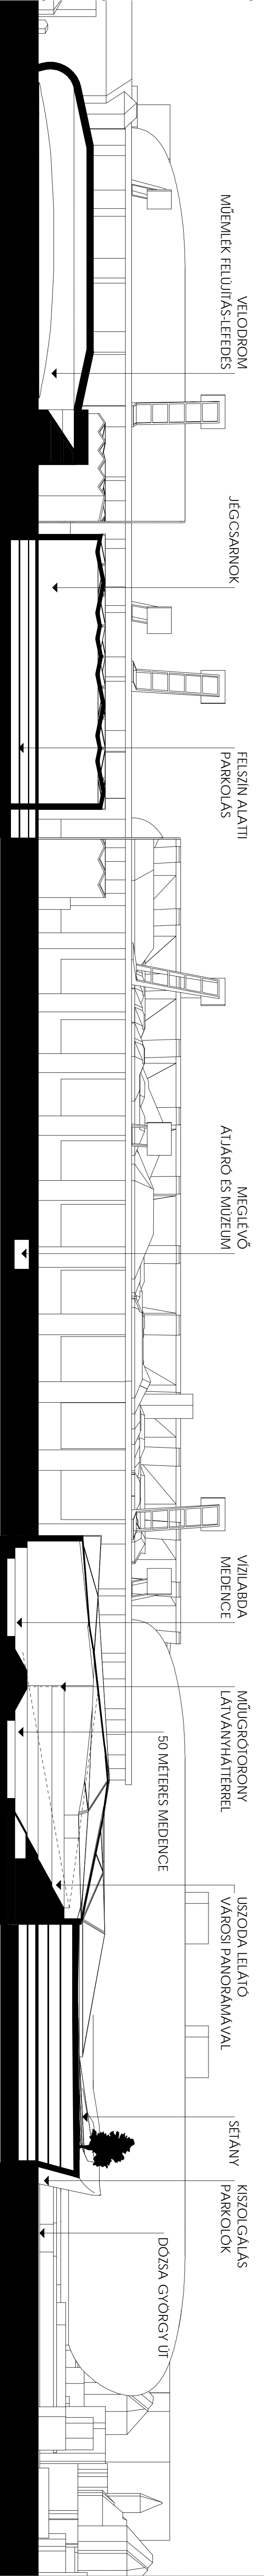 VELODROM
MŰEMLÉK FELÚJÍTÁS-LEFEDÉS
JÉGCSARNOK
FELSZÍN ALATTI
PARKOLÁS
MEGLÉVŐ
ÁTJÁRÓ ÉS MÚZEUM
VÍZILABDA
MEDENCE
MŰUGRÓTORONY
LÁTVÁNYHÁTTÉRREL
50 MÉTERES MEDENCE
USZODA LELÁTÓ
VÁROSI PANORÁMÁVAL
SÉTÁNY
KISZOLGÁLÁS
PARKOLÓK
DÓZSA GYÖRGY ÚT